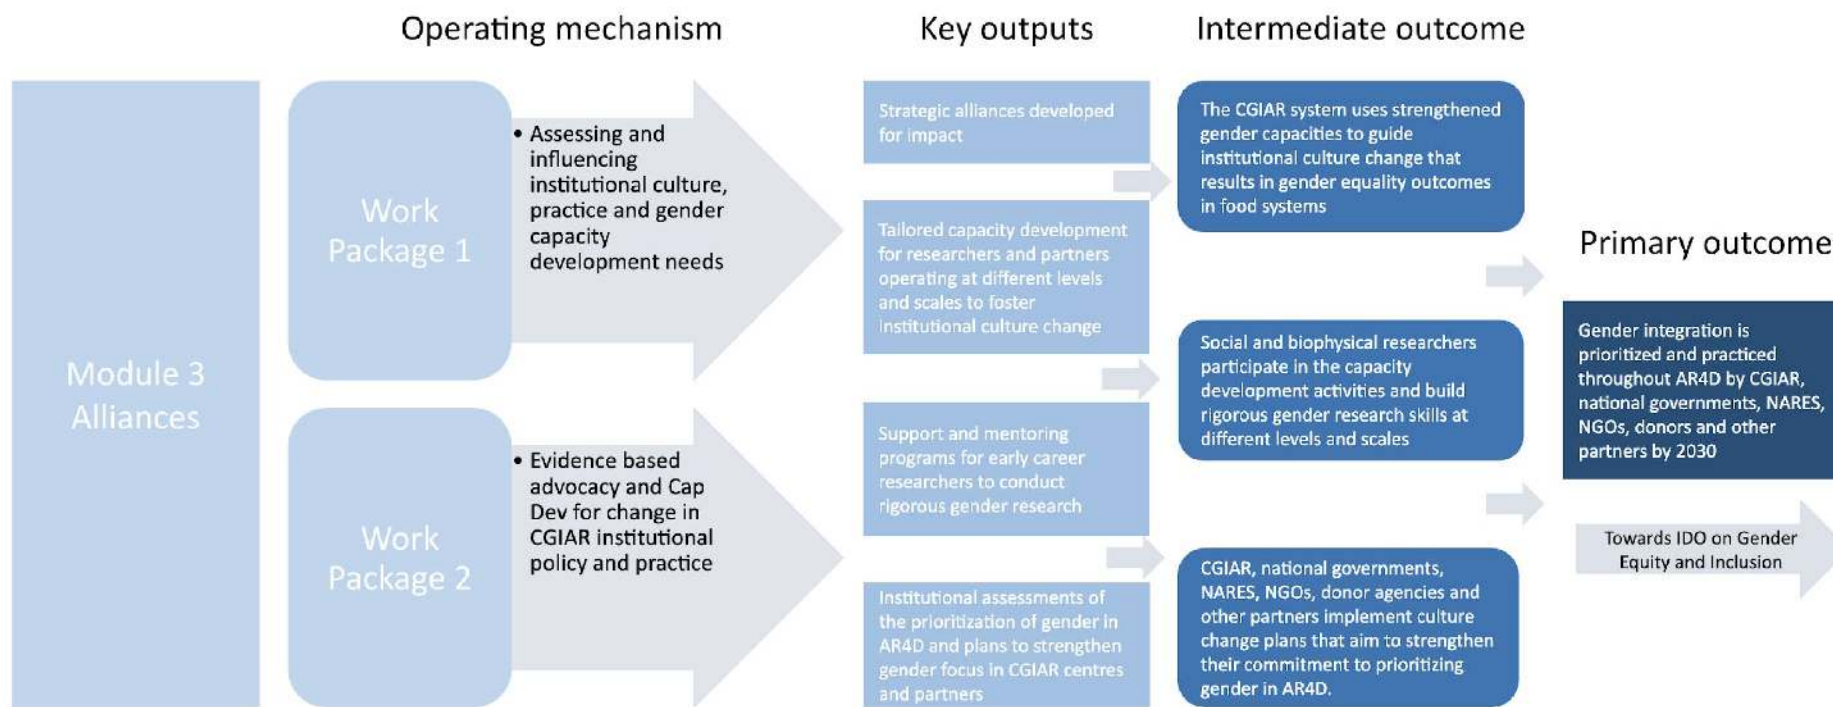 Operating mechanism
Key outputs
Intermediate outcome
Primary outcome
Module 3
Alliances
Work
Package 1
• Assessing and
influencing
institutional culture,
practice and gender
capacity
development needs
Work
Package 2
• Evidence based
advocacy and Cap
Dev for change in
CGIAR institutional
policy and practice
Strategic alliances developed
for impact
Tailored capacity development
for researchers and partners
operating at different levels
and scales to foster
institutional culture change
Support and mentoring
programs for early career
researchers to conduct
rigorous gender research
Institutional assessments of
the prioritization of gender in
AR4D and plans to strengthen
gender focus in CGIAR centres
and partners
The CGIAR system uses strengthened
gender capacities to guide
institutional culture change that
results in gender equality outcomes
in food systems
Social and biophysical researchers
participate in the capacity
development activities and build
rigorous gender research skills at
different levels and scales
CGIAR, national governments,
NARES, NGOs, donor agencies and
other partners implement culture
change plans that aim to strengthen
their commitment to prioritizing
gender in AR4D.
Gender integration is
prioritized and practiced
throughout AR4D by CGIAR,
national governments, NARES,
NGOs, donors and other
partners by 2030
Towards IDO on Gender
Equity and Inclusion